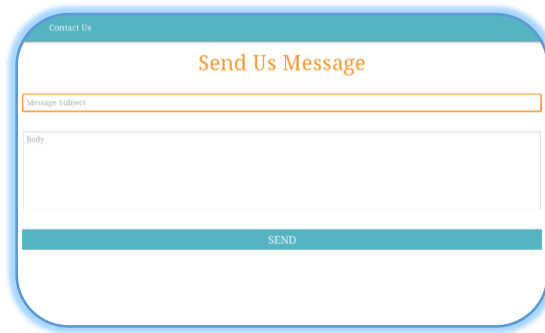 Contact Us
Send Us Message
Message Subject
Body
SEND